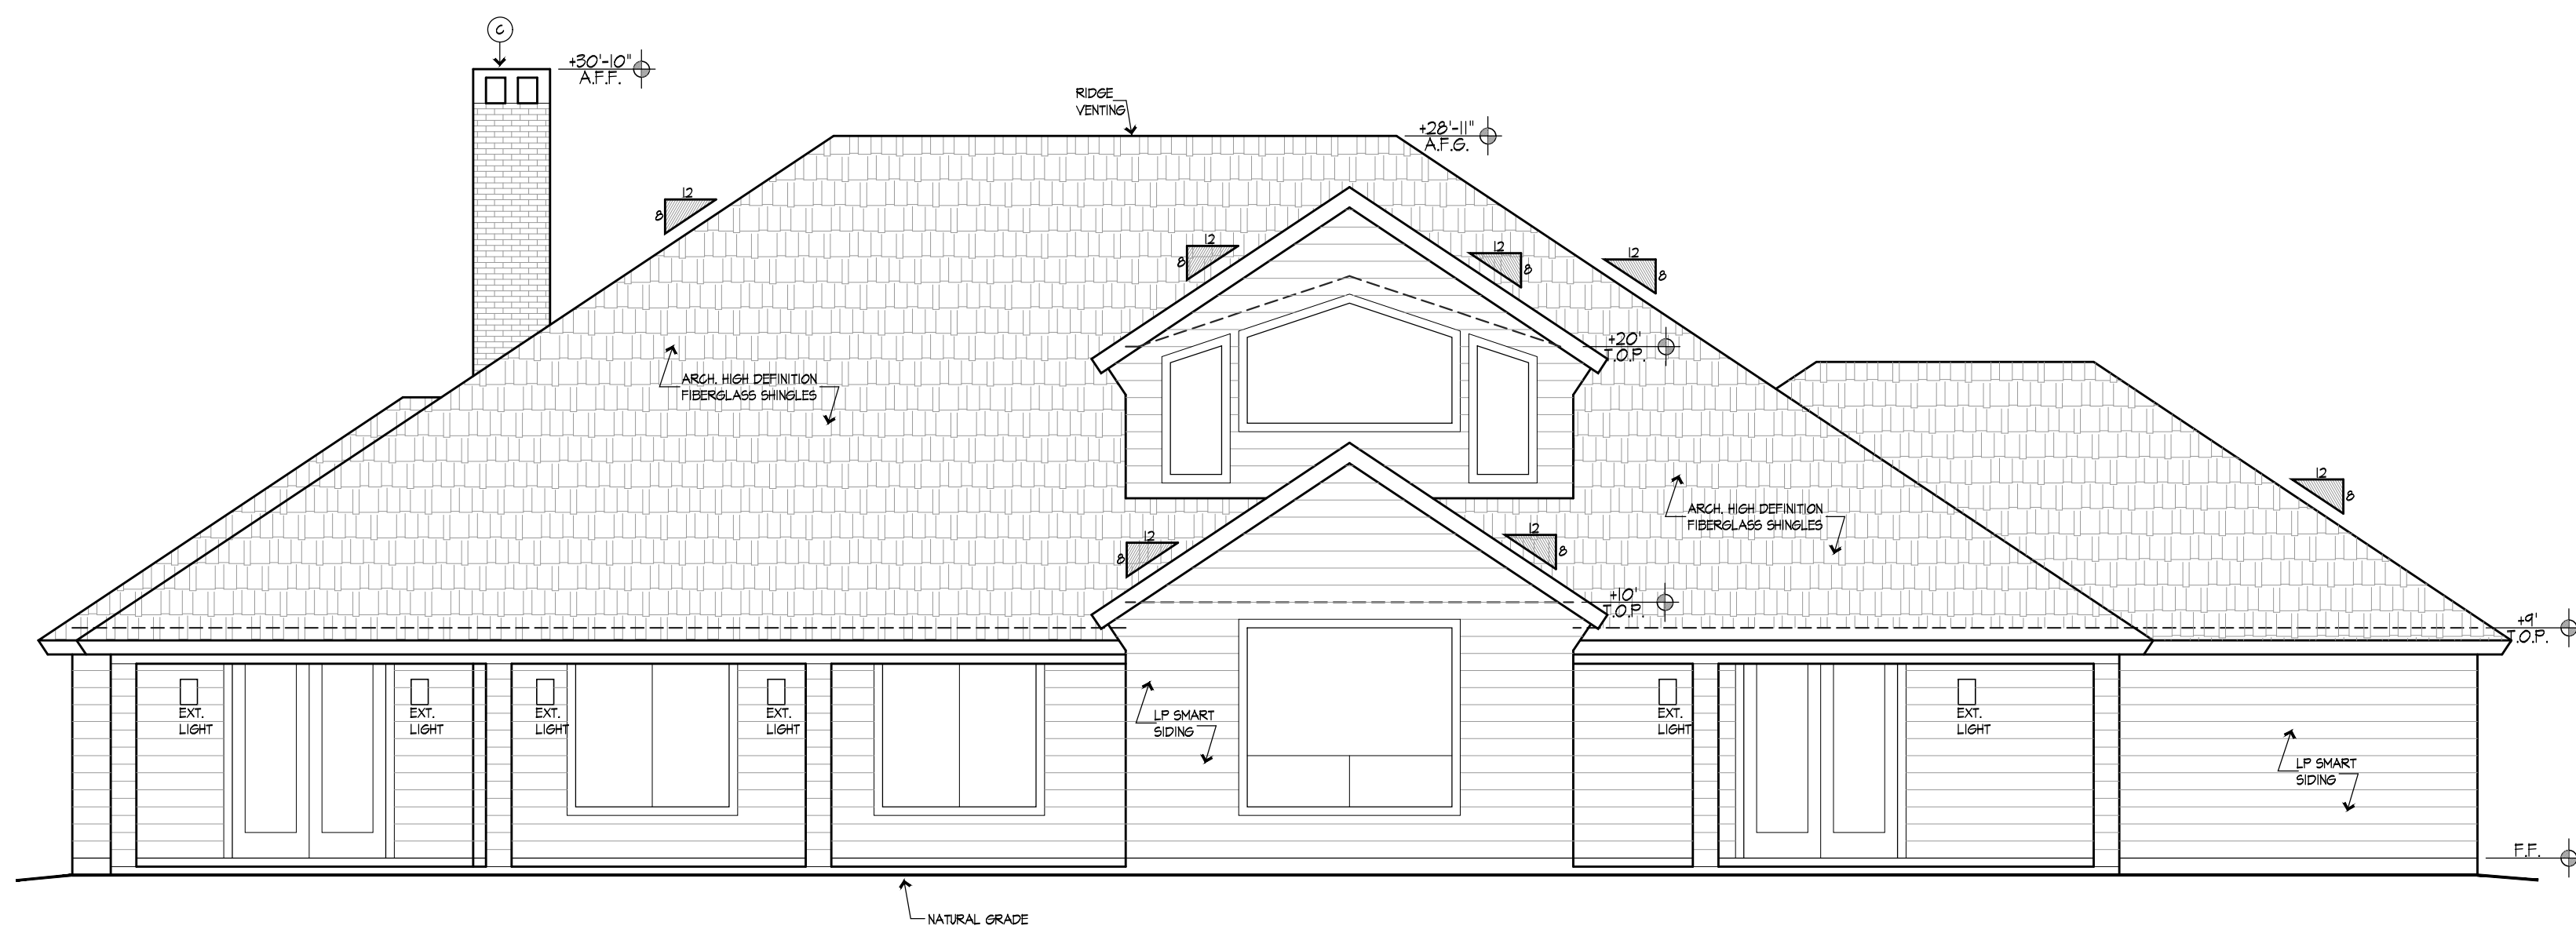 C
+30'-10"
A.F.F.
RIDGE
VENTING
+28'-11"
A.F.G.
12
8
12
8
12
8
12
8
+20'
T.O.P.
ARCH. HIGH DEFINITION
FIBERGLASS SHINGLES
12
8
ARCH. HIGH DEFINITION
FIBERGLASS SHINGLES
12
8
12
8
+10'
T.O.P.
+9'
T.O.P.
EXT.
LIGHT
EXT.
LIGHT
EXT.
LIGHT
EXT.
LIGHT
LP SMART
SIDING
EXT.
LIGHT
EXT.
LIGHT
LP SMART
SIDING
F.F.
NATURAL GRADE